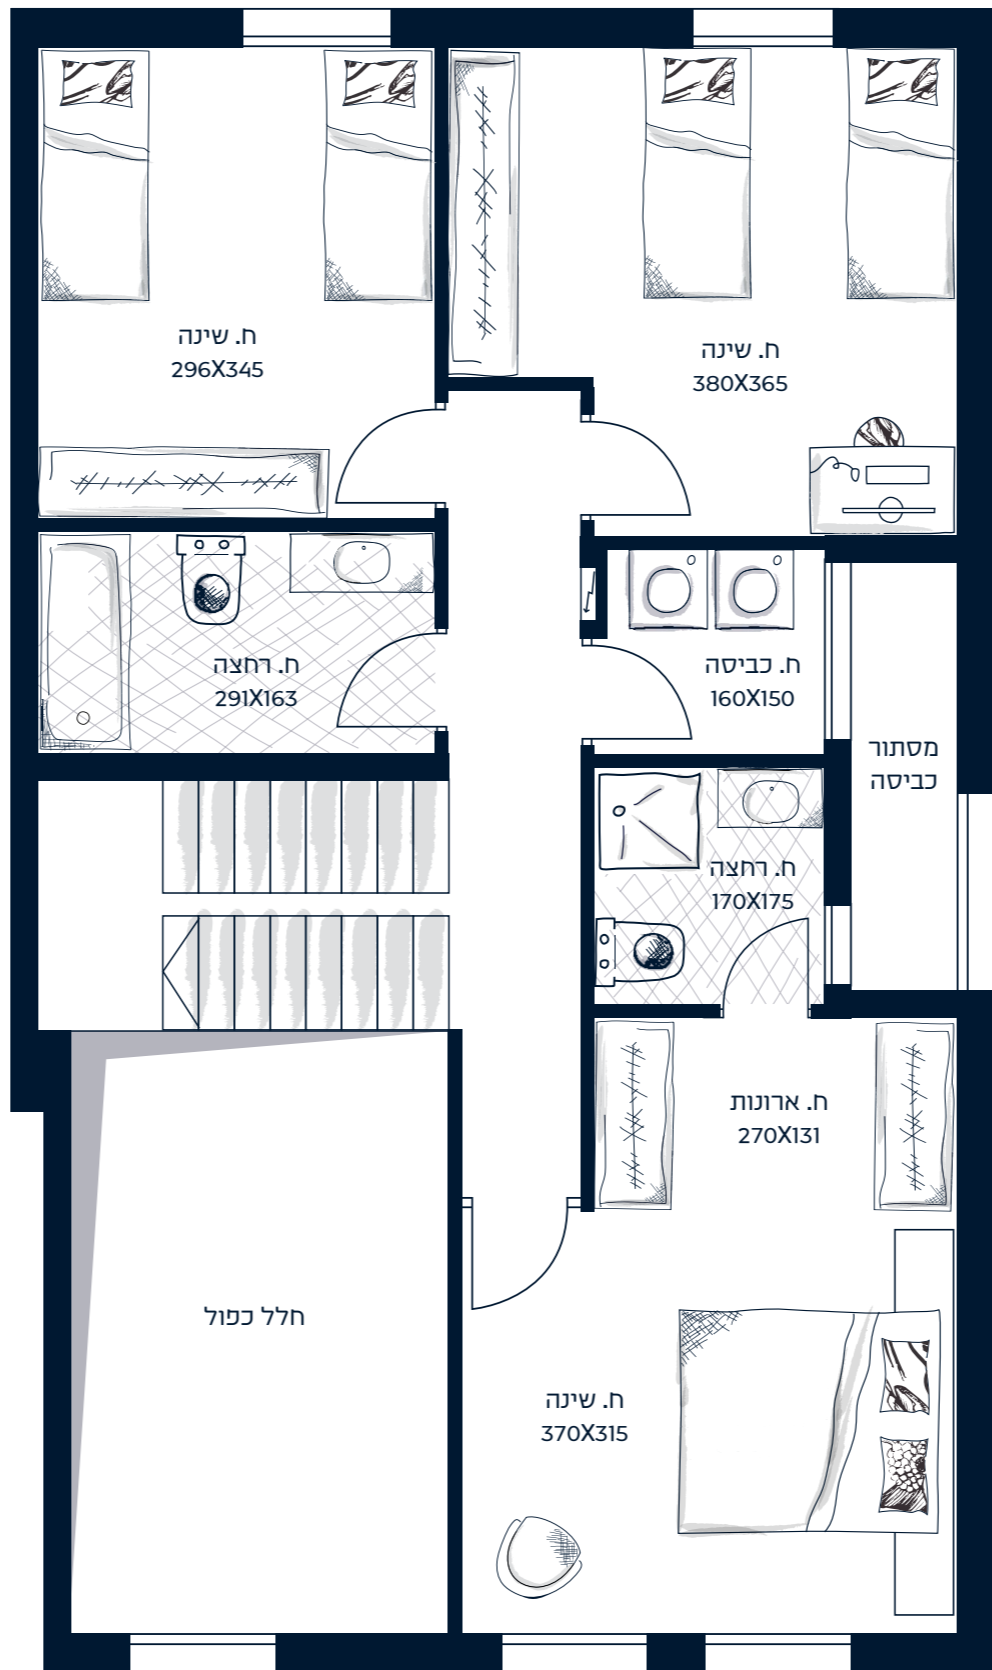 ח. שינה
296X345
ח. שינה
380X365
ח. רחצה
291X163
ח. כביסה
160X150
מסתור
כביסה
ח. רחצה
170X175
ח. ארונות
270X131
חלל כפול
ח. שינה
370X315